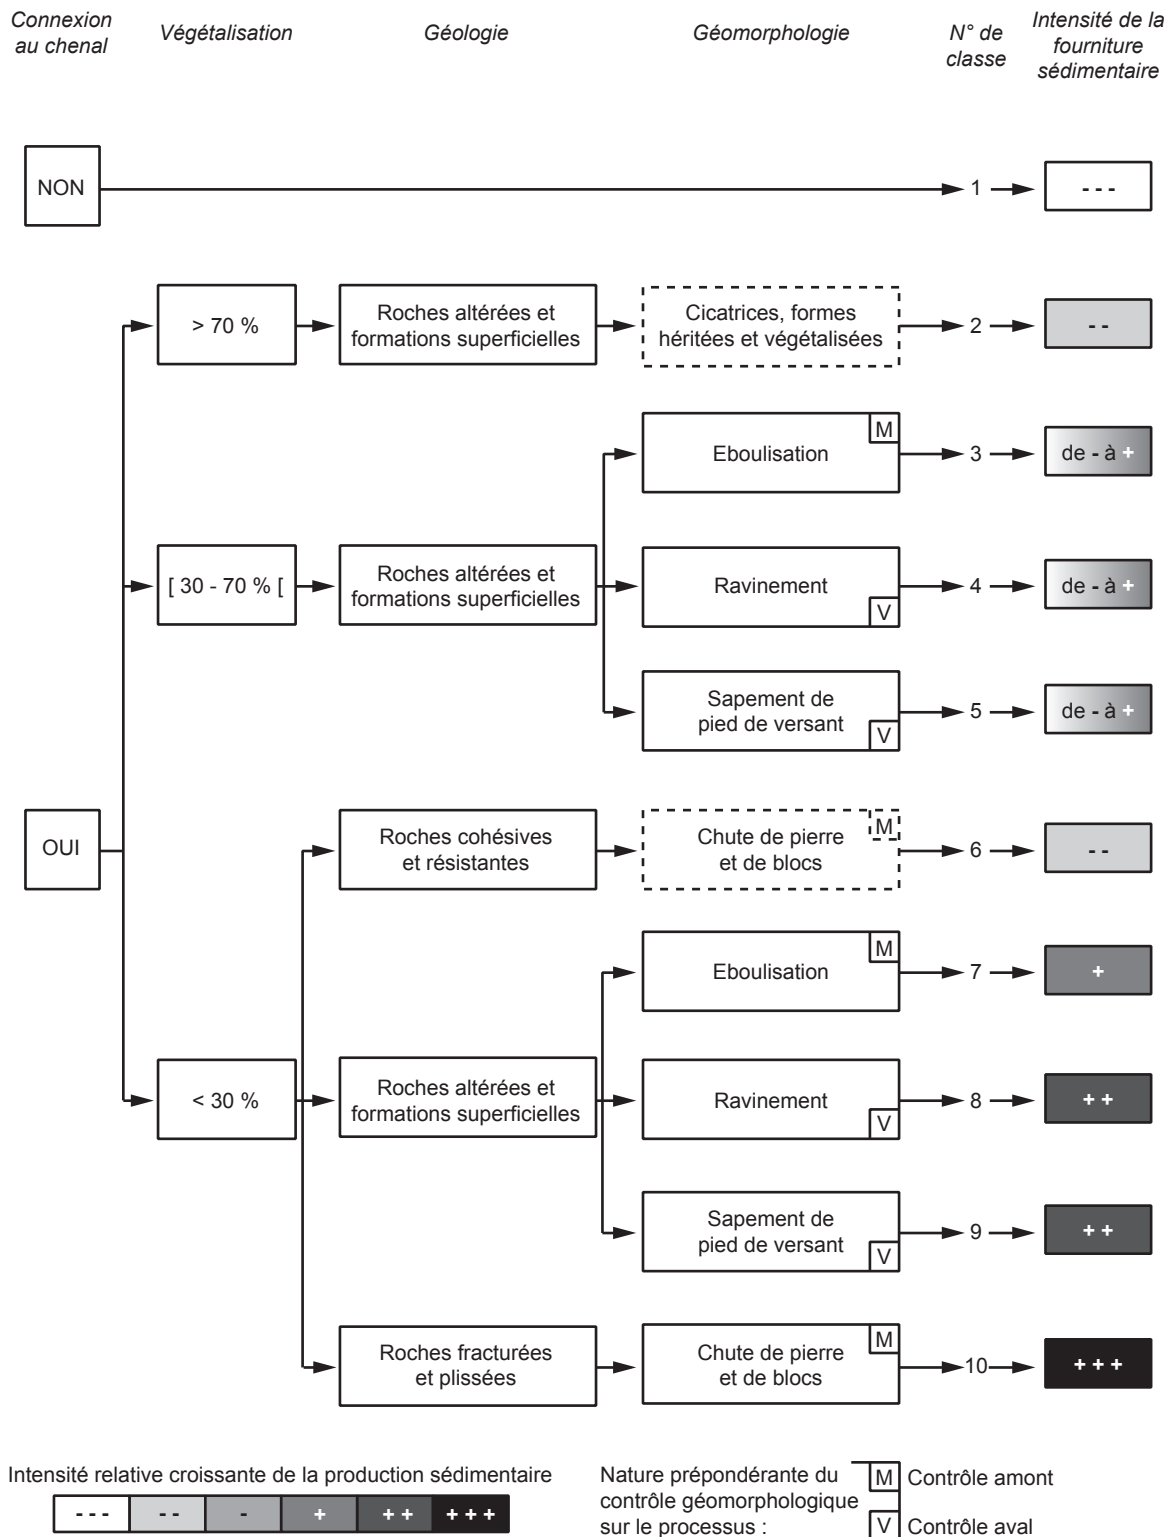 Connexion
au chenal
Végétalisation
Géologie
Géomorphologie
N° de
classe
Intensité de la
fourniture
sédimentaire
NON
1
- - -
> 70 %
Roches altérées et
formations superficielles
Cicatrices, formes
héritées et végétalisées
2
- -
Eboulisation
M
3
de - à +
[ 30 - 70 % [
Roches altérées et
formations superficielles
Ravinement
V
4
de - à +
Sapement de
pied de versant
V
5
de - à +
OUI
Roches cohésives
et résistantes
Chute de pierre
et de blocs
M
6
- -
Eboulisation
M
7
+
< 30 %
Roches altérées et
formations superficielles
Ravinement
V
8
+ +
Sapement de
pied de versant
V
9
+ +
Roches fracturées
et plissées
Chute de pierre
et de blocs
M
10
+ + +
Intensité relative croissante de la production sédimentaire
- - - - - - + + + + + +
Nature prépondérante du
contrôle géomorphologique
sur le processus :
M Contrôle amont
V Contrôle aval